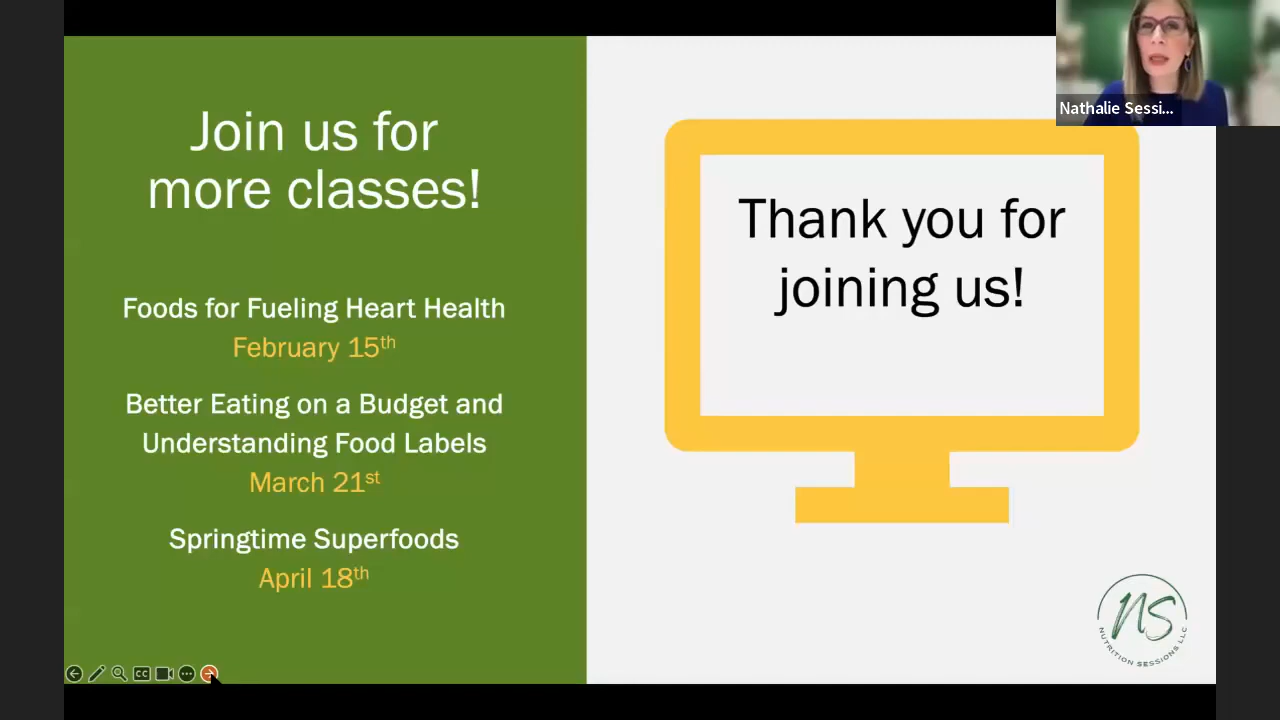 Join us for
more classes!
Foods for Fueling Heart Health
February 15th
Better Eating on a Budget and
Understanding Food Labels
March 21st
Springtime Superfoods
April 18th
Thank you for
joining us!
Nathalie Sessi...
NS
NUTRITION SESSIONS LLC
CC